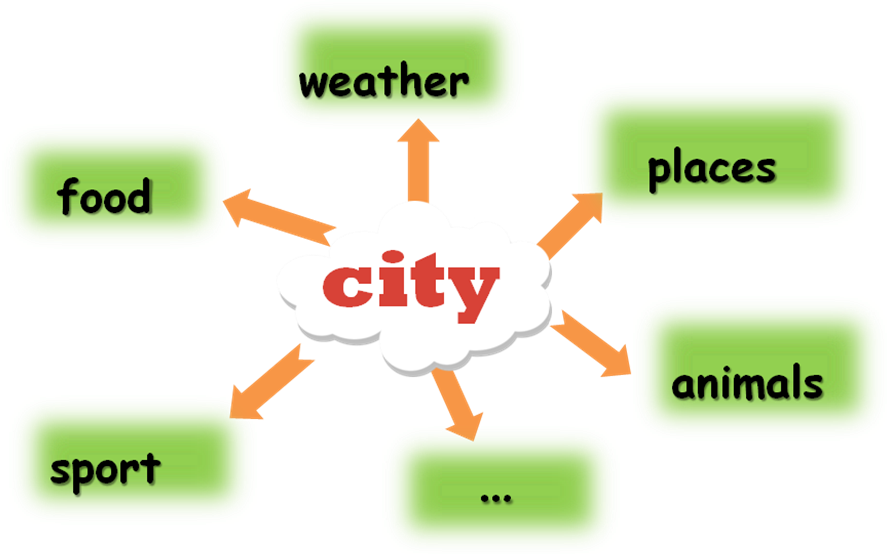 weather
places
food
city
animals
sport
...